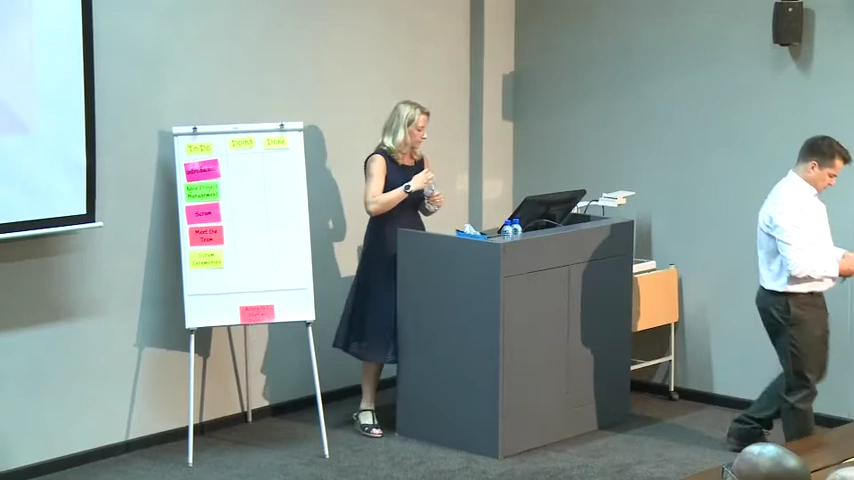 To Do
Doing
Done
Introduction
Agile Project
Management
Scrum
Meet the
Team
Scrum
Ceremonies